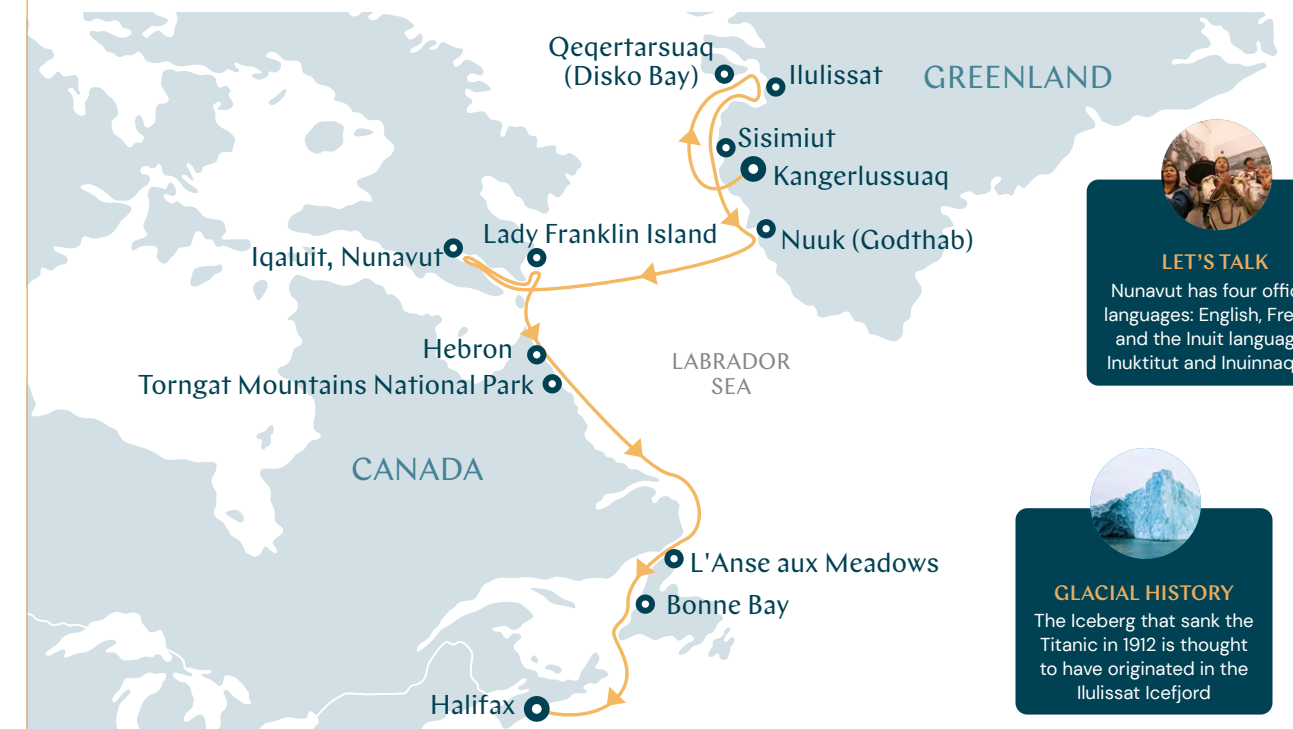 Qeqertarsuaq
(Disko Bay)
Ilulissat
GREENLAND
Sisimiut
Kangerlussuaq
Lady Franklin Island
Iqaluit, Nunavut
Nuuk (Godthab)
LET'S TALK
Nunavut has four
languages: English,
and the Inuit
Inuktitut and
Hebron
LABRADOR
SEA
Torngat Mountains National Park
CANADA
L'Anse aux Meadows
Bonne Bay
GLACIAL HISTORY
The Iceberg that sank the
Titanic in 1912 is thought
to have originated in the
Ilulissat Icefjord
Halifax